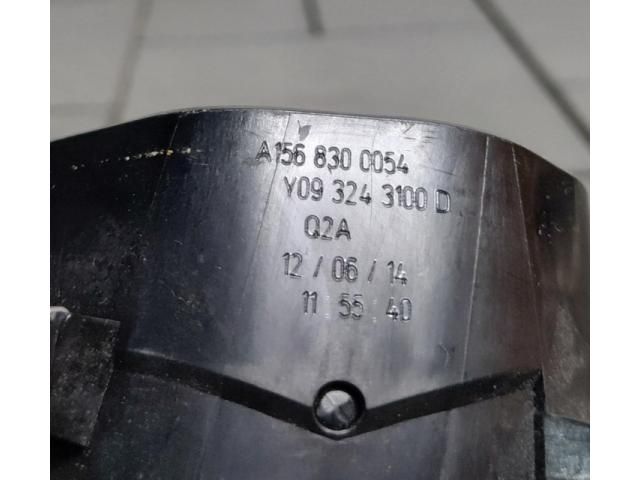 A156 830 0054
Y09 324 3100 D
Q2A
12 / 06 / 14
11 : 55 : 40